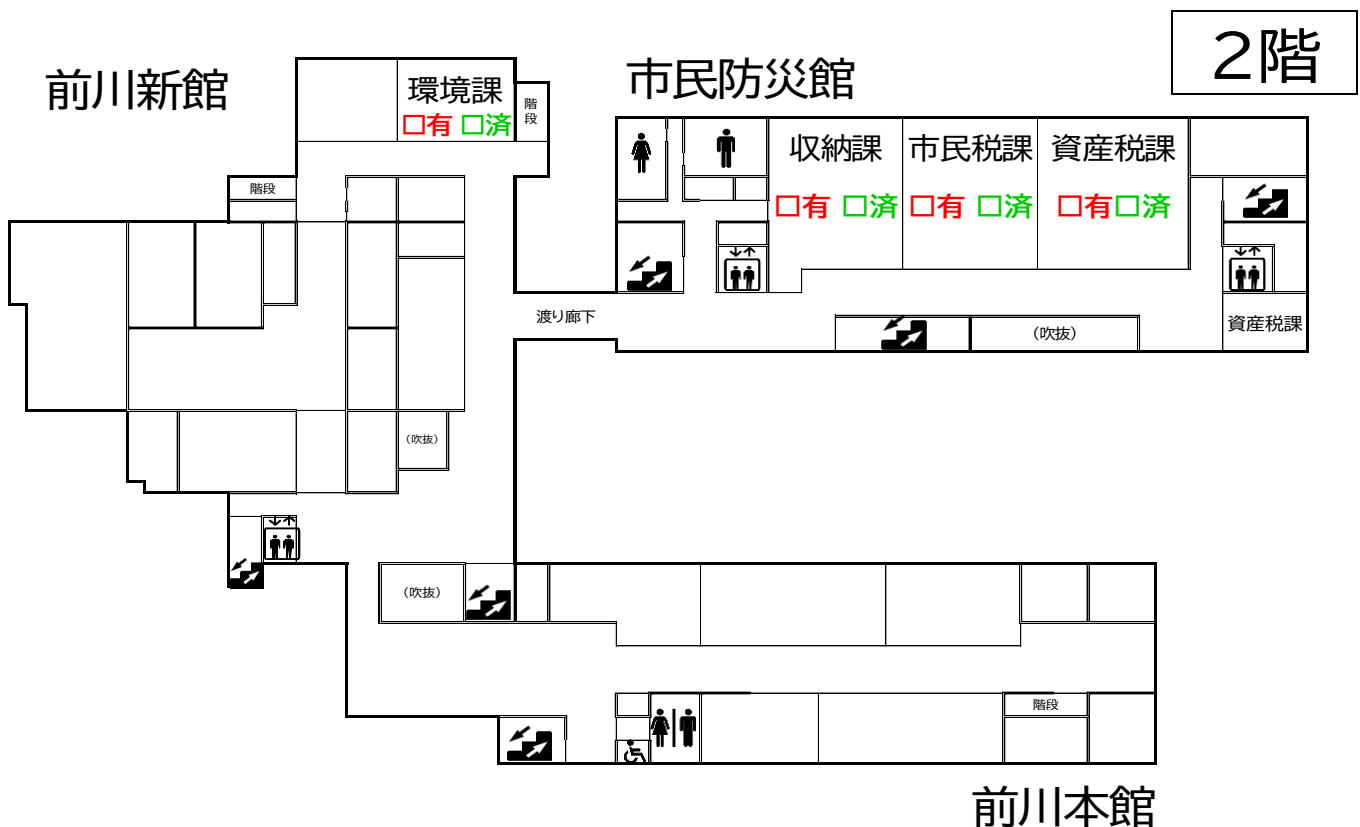 ２階
前川新館
市民防災館
環境課
□有 □済
階段
収納課
市民税課
資産税課
□有 □済
□有 □済
□有□済
階段
渡り廊下
資産税課
（吹抜）
（吹抜）
（吹抜）
階段
前川本館